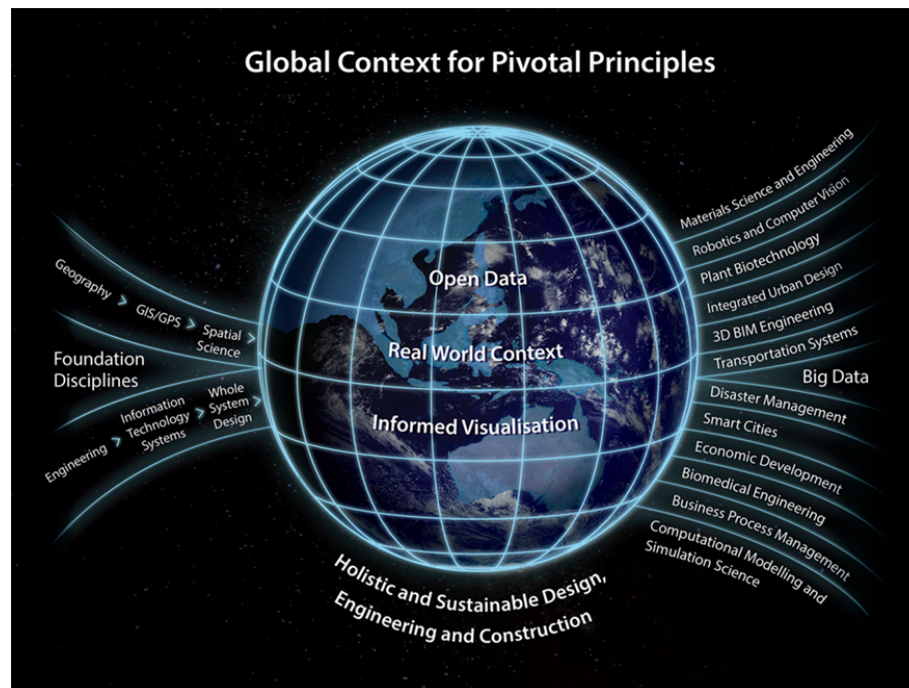 Global Context for Pivotal Principles
Geography > GIS/GPS > Spatial
Science >
Foundation
Disciplines
Engineering > Information
Technology
Systems > Whole
System
Design >
Open Data
Real World Context
Informed Visualisation
Holistic and Sustainable Design,
Engineering and Construction
Materials Science and Engineering
Robotics and Computer Vision
Plant Biotechnology
Integrated Urban Design
3D BIM Engineering
Transportation Systems
Big Data
Disaster Management
Smart Cities
Economic Development
Biomedical Engineering
Business Process Management
Computational Modelling and
Simulation Science